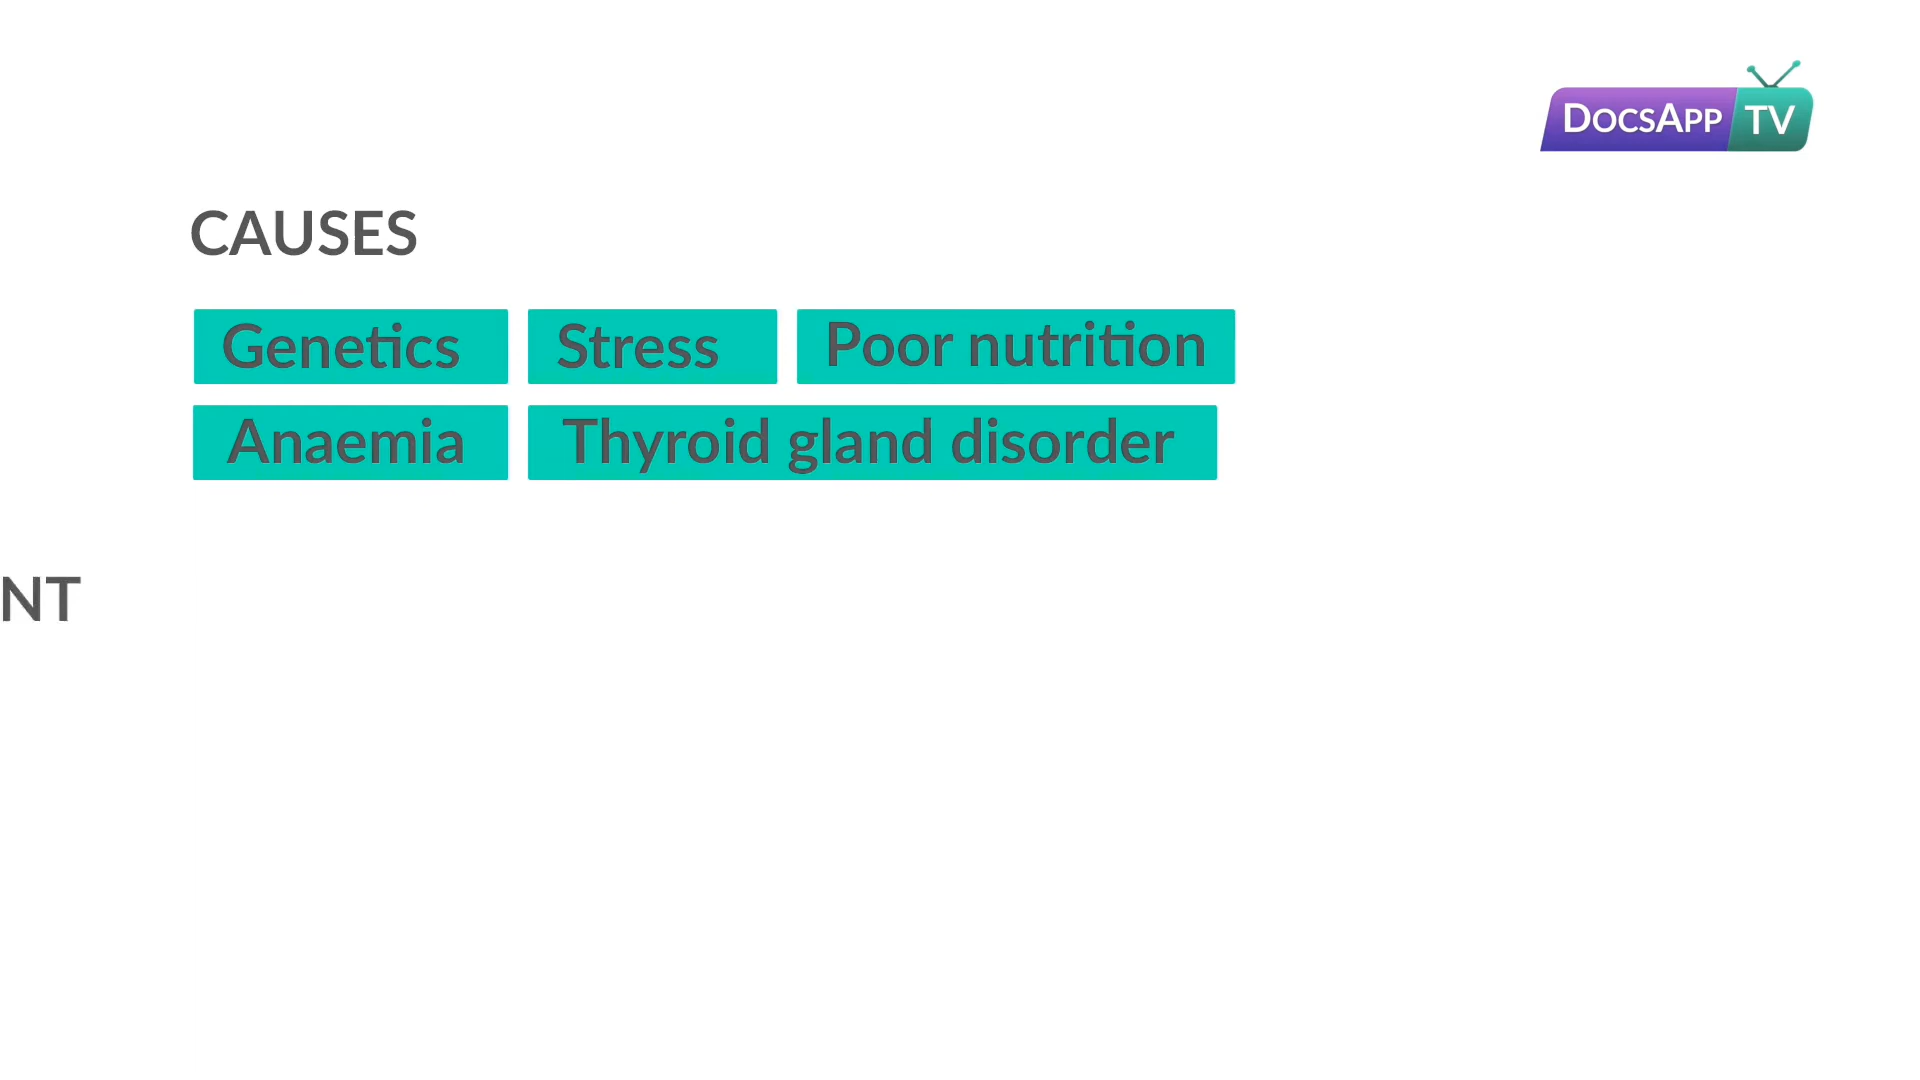 DOCSAPP TV
CAUSES
Genetics Stress Poor nutrition
Anaemia Thyroid gland disorder
NT